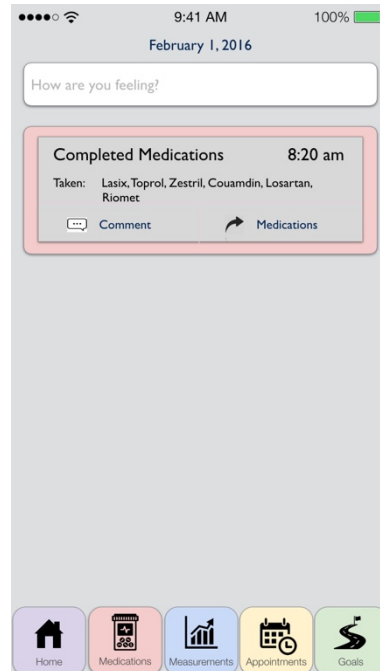 9:41 AM 100%
February 1, 2016
How are you feeling?
Completed Medications 8:20 am
Taken: Lasix, Toprol, Zestril, Couamdin, Losartan,
Riomet
Comment Medications
Home Medications Measurements Appointments Goals